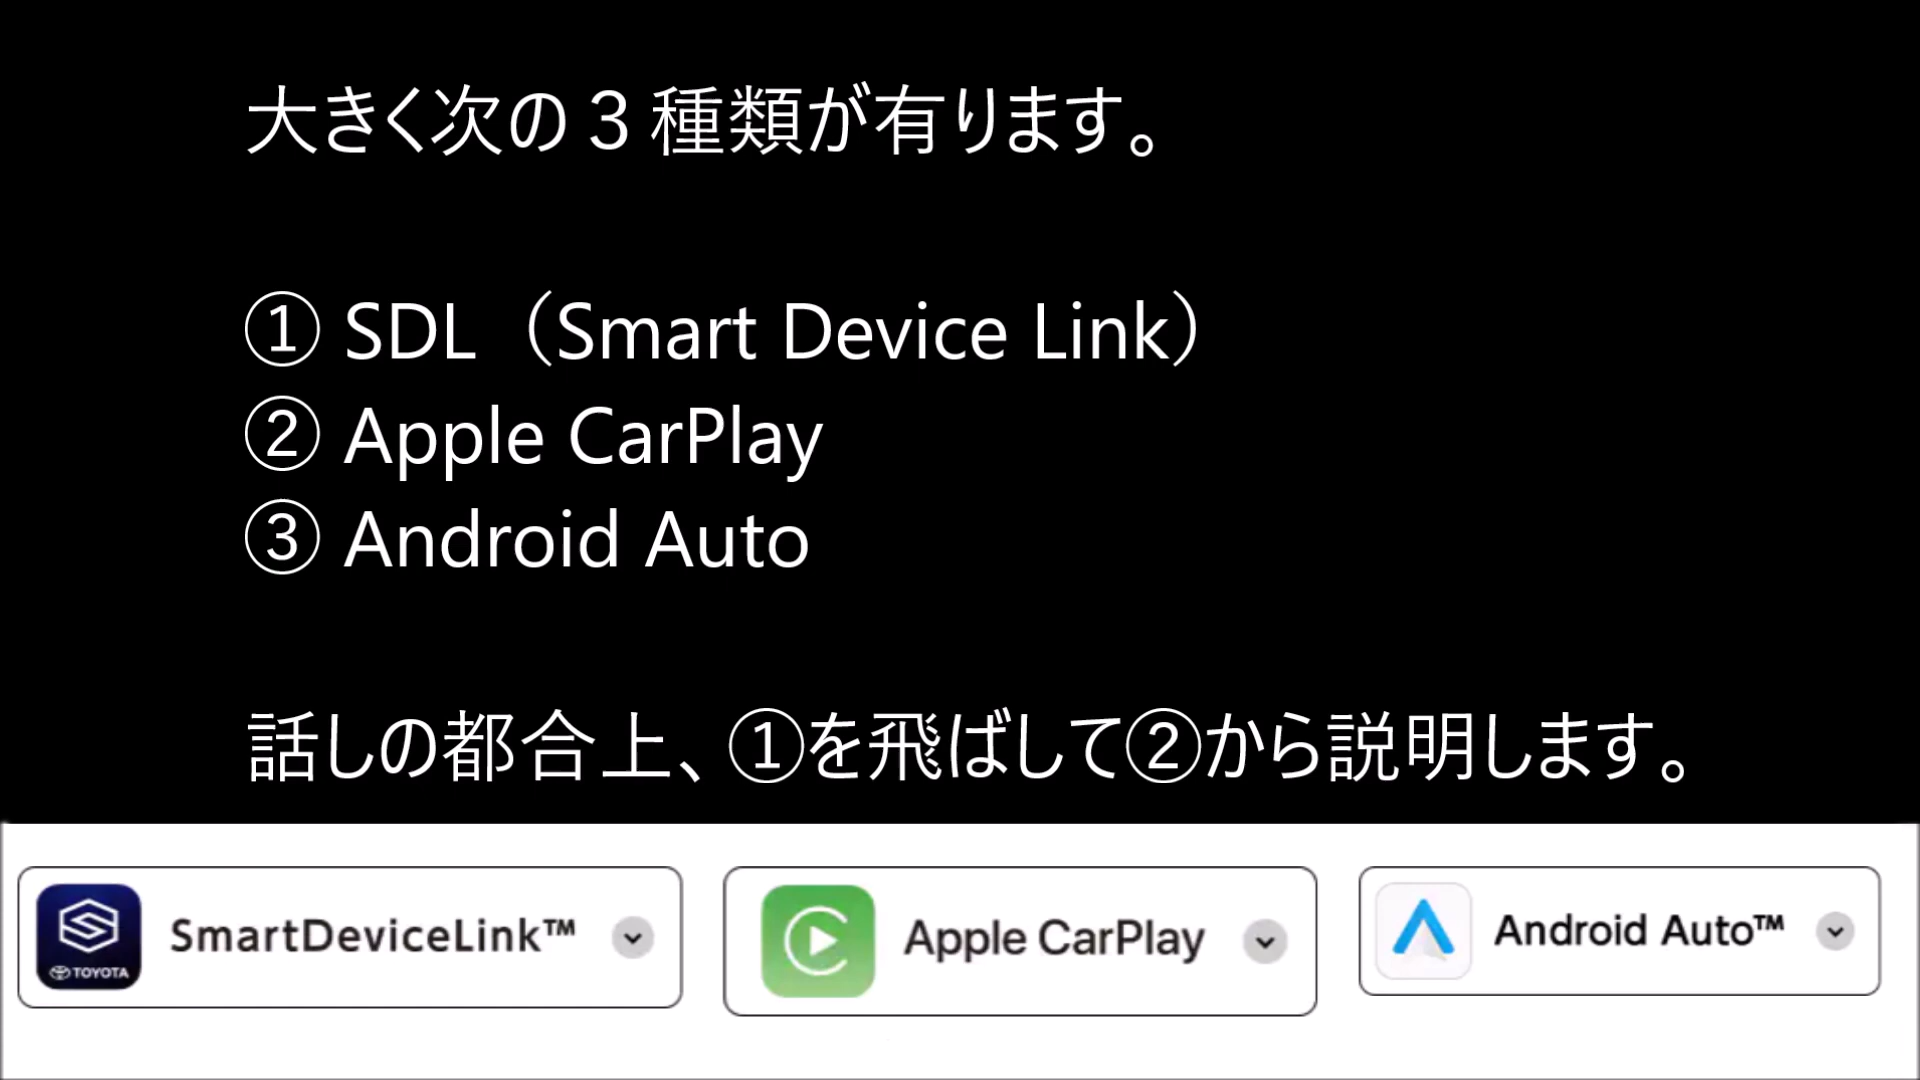 大きく次の３種類が有ります。
① SDL（Smart Device Link）
② Apple CarPlay
③ Android Auto
話しの都合上、①を飛ばして②から説明します。
TOYOTA
SmartDeviceLink™
Apple CarPlay
Android Auto™